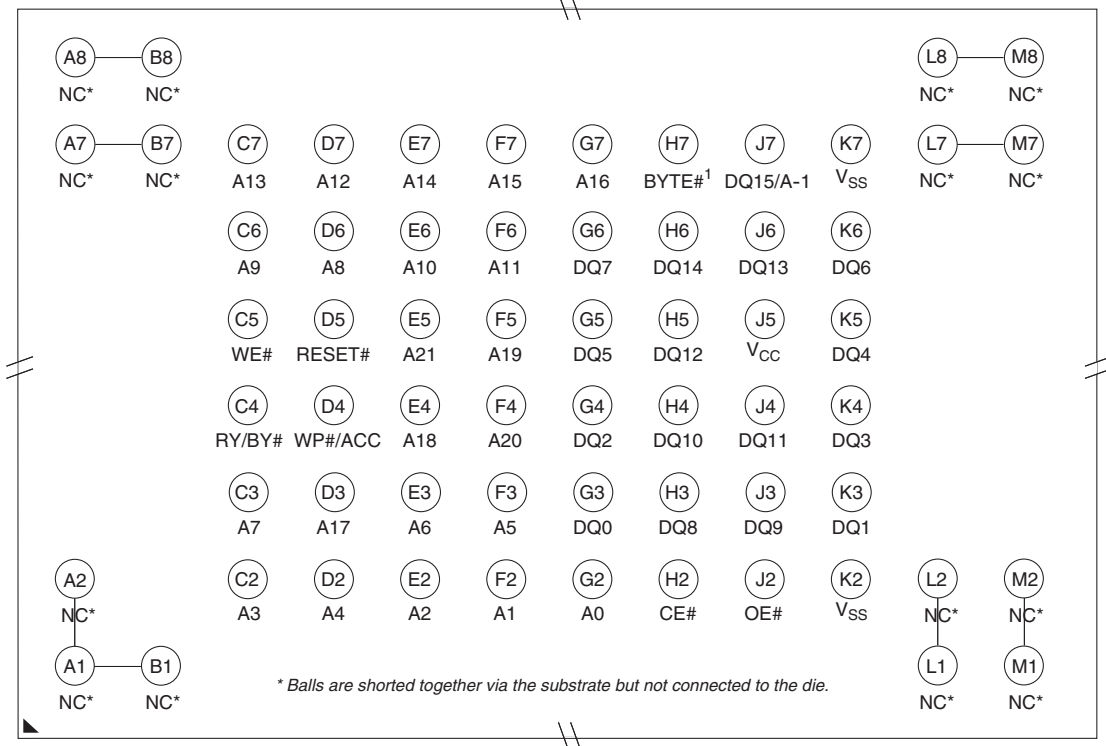 A8 B8 L8 M8
NC* NC* NC* NC*
A7 B7 C7 D7 E7 F7 G7 H7 J7 K7 L7 M7
NC* NC* A13 A12 A14 A15 A16 BYTE#1 DQ15/A-1 VSS NC* NC*
C6 D6 E6 F6 G6 H6 J6 K6
A9 A8 A10 A11 DQ7 DQ14 DQ13 DQ6
C5 D5 E5 F5 G5 H5 J5 K5
WE# RESET# A21 A19 DQ5 DQ12 VCC DQ4
C4 D4 E4 F4 G4 H4 J4 K4
RY/BY# WP#/ACC A18 A20 DQ2 DQ10 DQ11 DQ3
C3 D3 E3 F3 G3 H3 J3 K3
A7 A17 A6 A5 DQ0 DQ8 DQ9 DQ1
A2 C2 D2 E2 F2 G2 H2 J2 K2 L2 M2
NC* A3 A4 A2 A1 A0 CE# OE# VSS NC* NC*
A1 B1 L1 M1
* Balls are shorted together via the substrate but not connected to the die.
NC* NC* NC* NC*